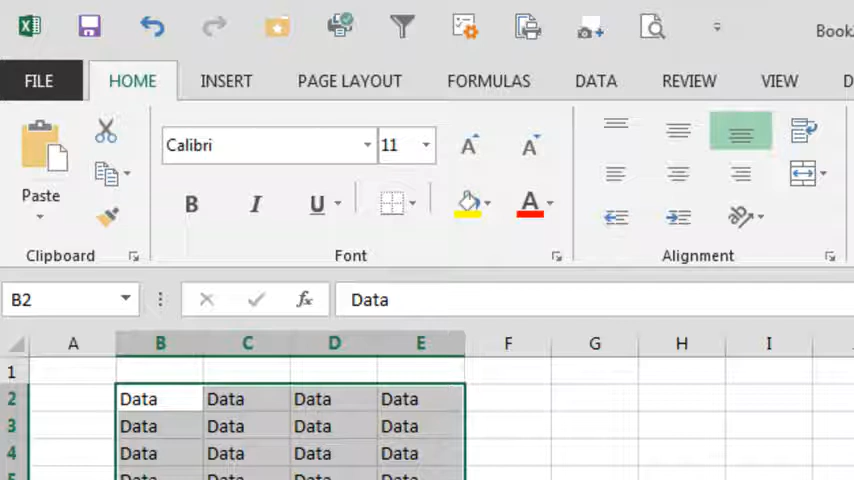 Book
FILE HOME INSERT PAGE LAYOUT FORMULAS DATA REVIEW VIEW D
Calibri 11
Paste B I U A
Clipboard Font Alignment
B2 fx Data
A B C D E F G H I
1
2 Data Data Data Data
3 Data Data Data Data
4 Data Data Data Data
5 Data Data Data Data